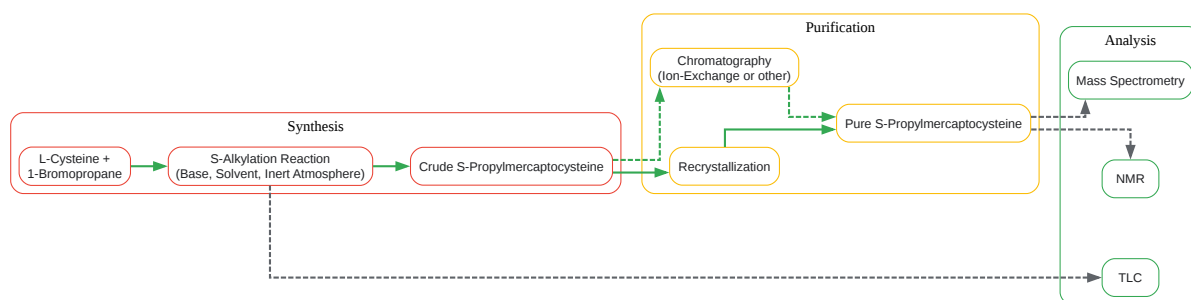 Synthesis
L-Cysteine +
1-Bromopropane
S-Alkylation Reaction
(Base, Solvent, Inert Atmosphere)
Crude S-Propylmercaptocysteine
Purification
Chromatography
(Ion-Exchange or other)
Recrystallization
Pure S-Propylmercaptocysteine
Analysis
Mass Spectrometry
NMR
TLC